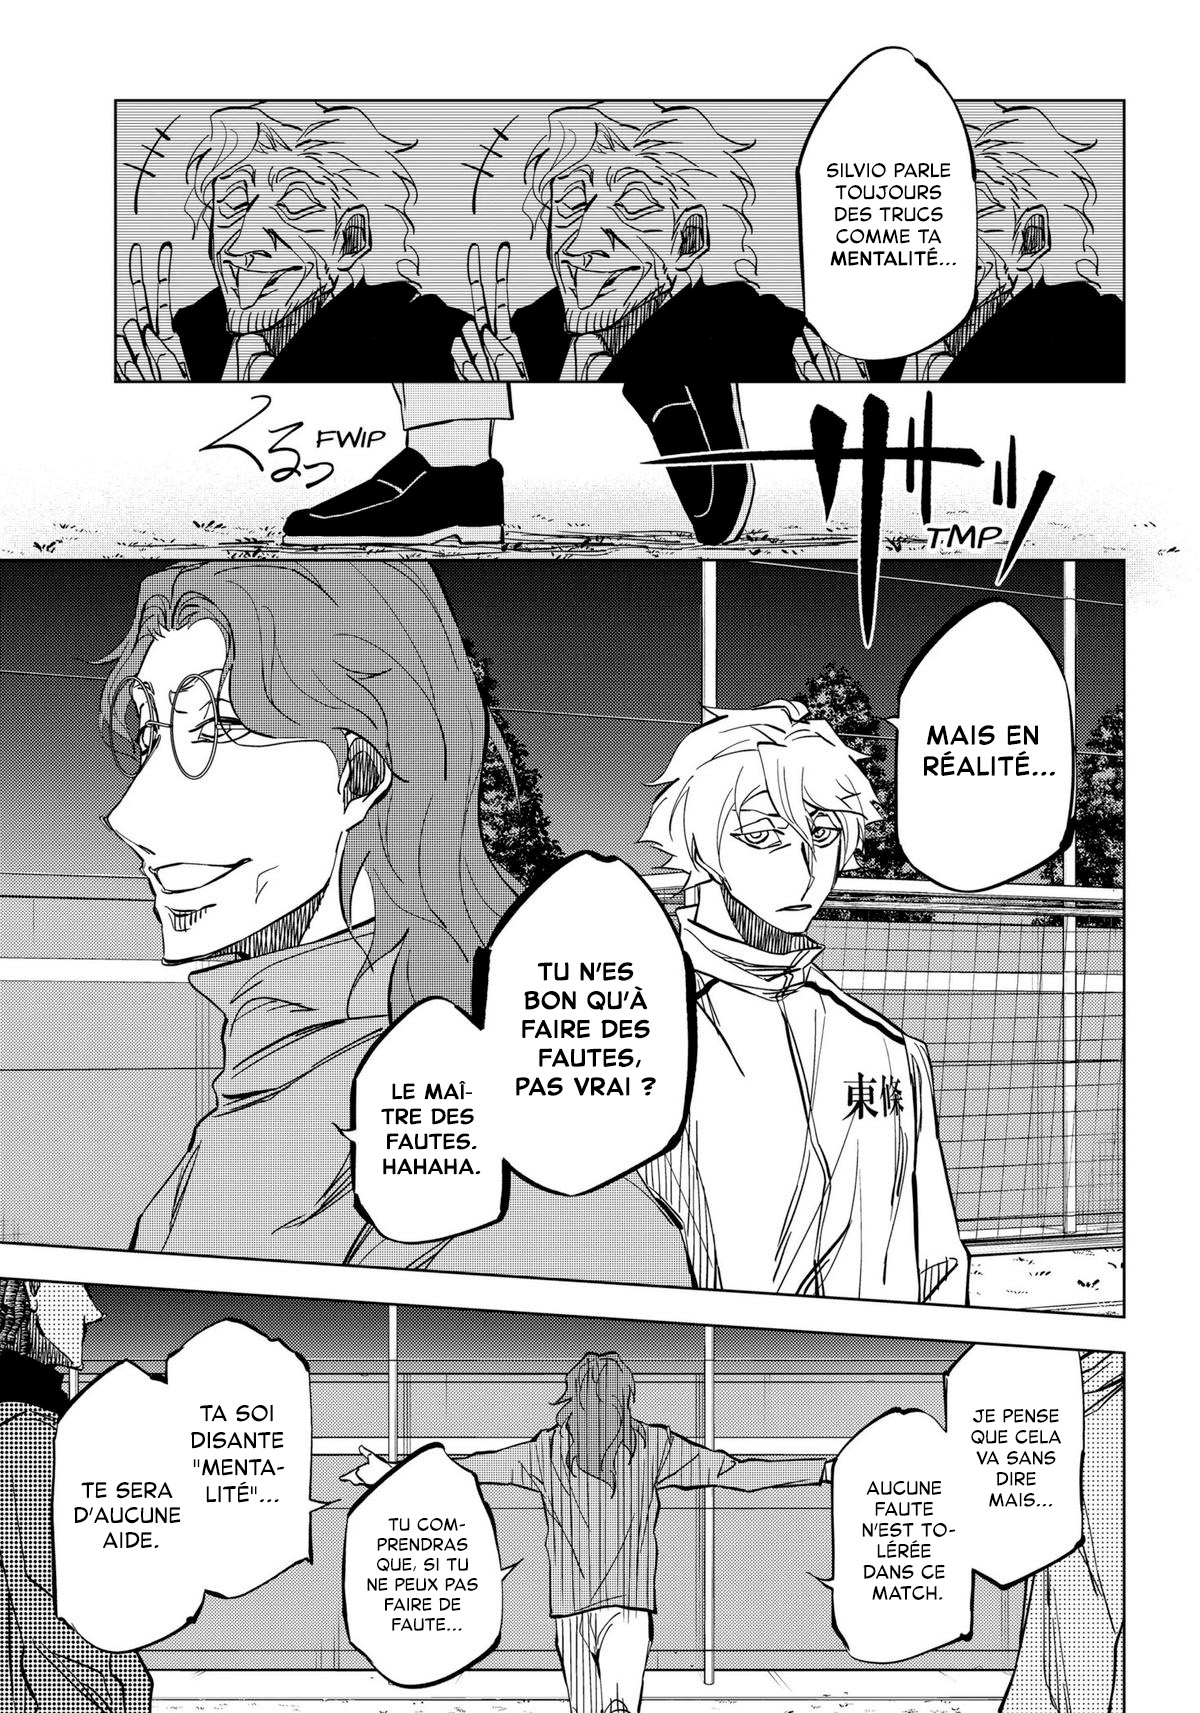 SILVIO PARLE
TOUJOURS
DES TRUCS
COMME TA
MENTALITÉ...
くるっ
FWIP
ザッ
TMP
MAIS EN
RÉALITÉ...
TU N'ES
BON QU'À
FAIRE DES
FAUTES,
PAS VRAI ?
LE MAÎ-
TRE DES
FAUTES.
HAHAHA.
東條
JE PENSE
QUE CELA
VA SANS
DIRE
MAIS...
AUCUNE
FAUTE
N'EST TO-
LÉRÉE
DANS CE
MATCH.
TU COM-
PRENDRAS
QUE, SI TU
NE PEUX PAS
FAIRE DE
FAUTE...
TA SOI
DISANTE
"MENTA-
LITÉ"...
TE SERA
D'AUCUNE
AIDE.